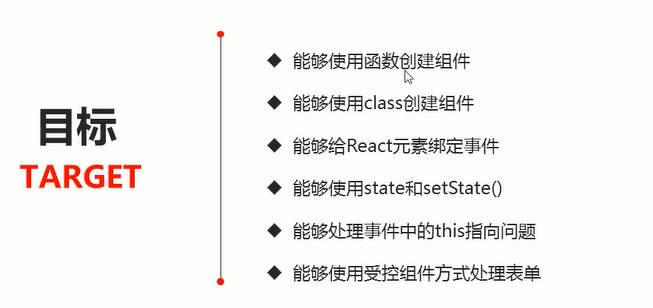 目标
TARGET
能够使用函数创建组件
能够使用class创建组件
能够给React元素绑定事件
能够使用state和setState()
能够处理事件中的this指向问题
能够使用受控组件方式处理表单